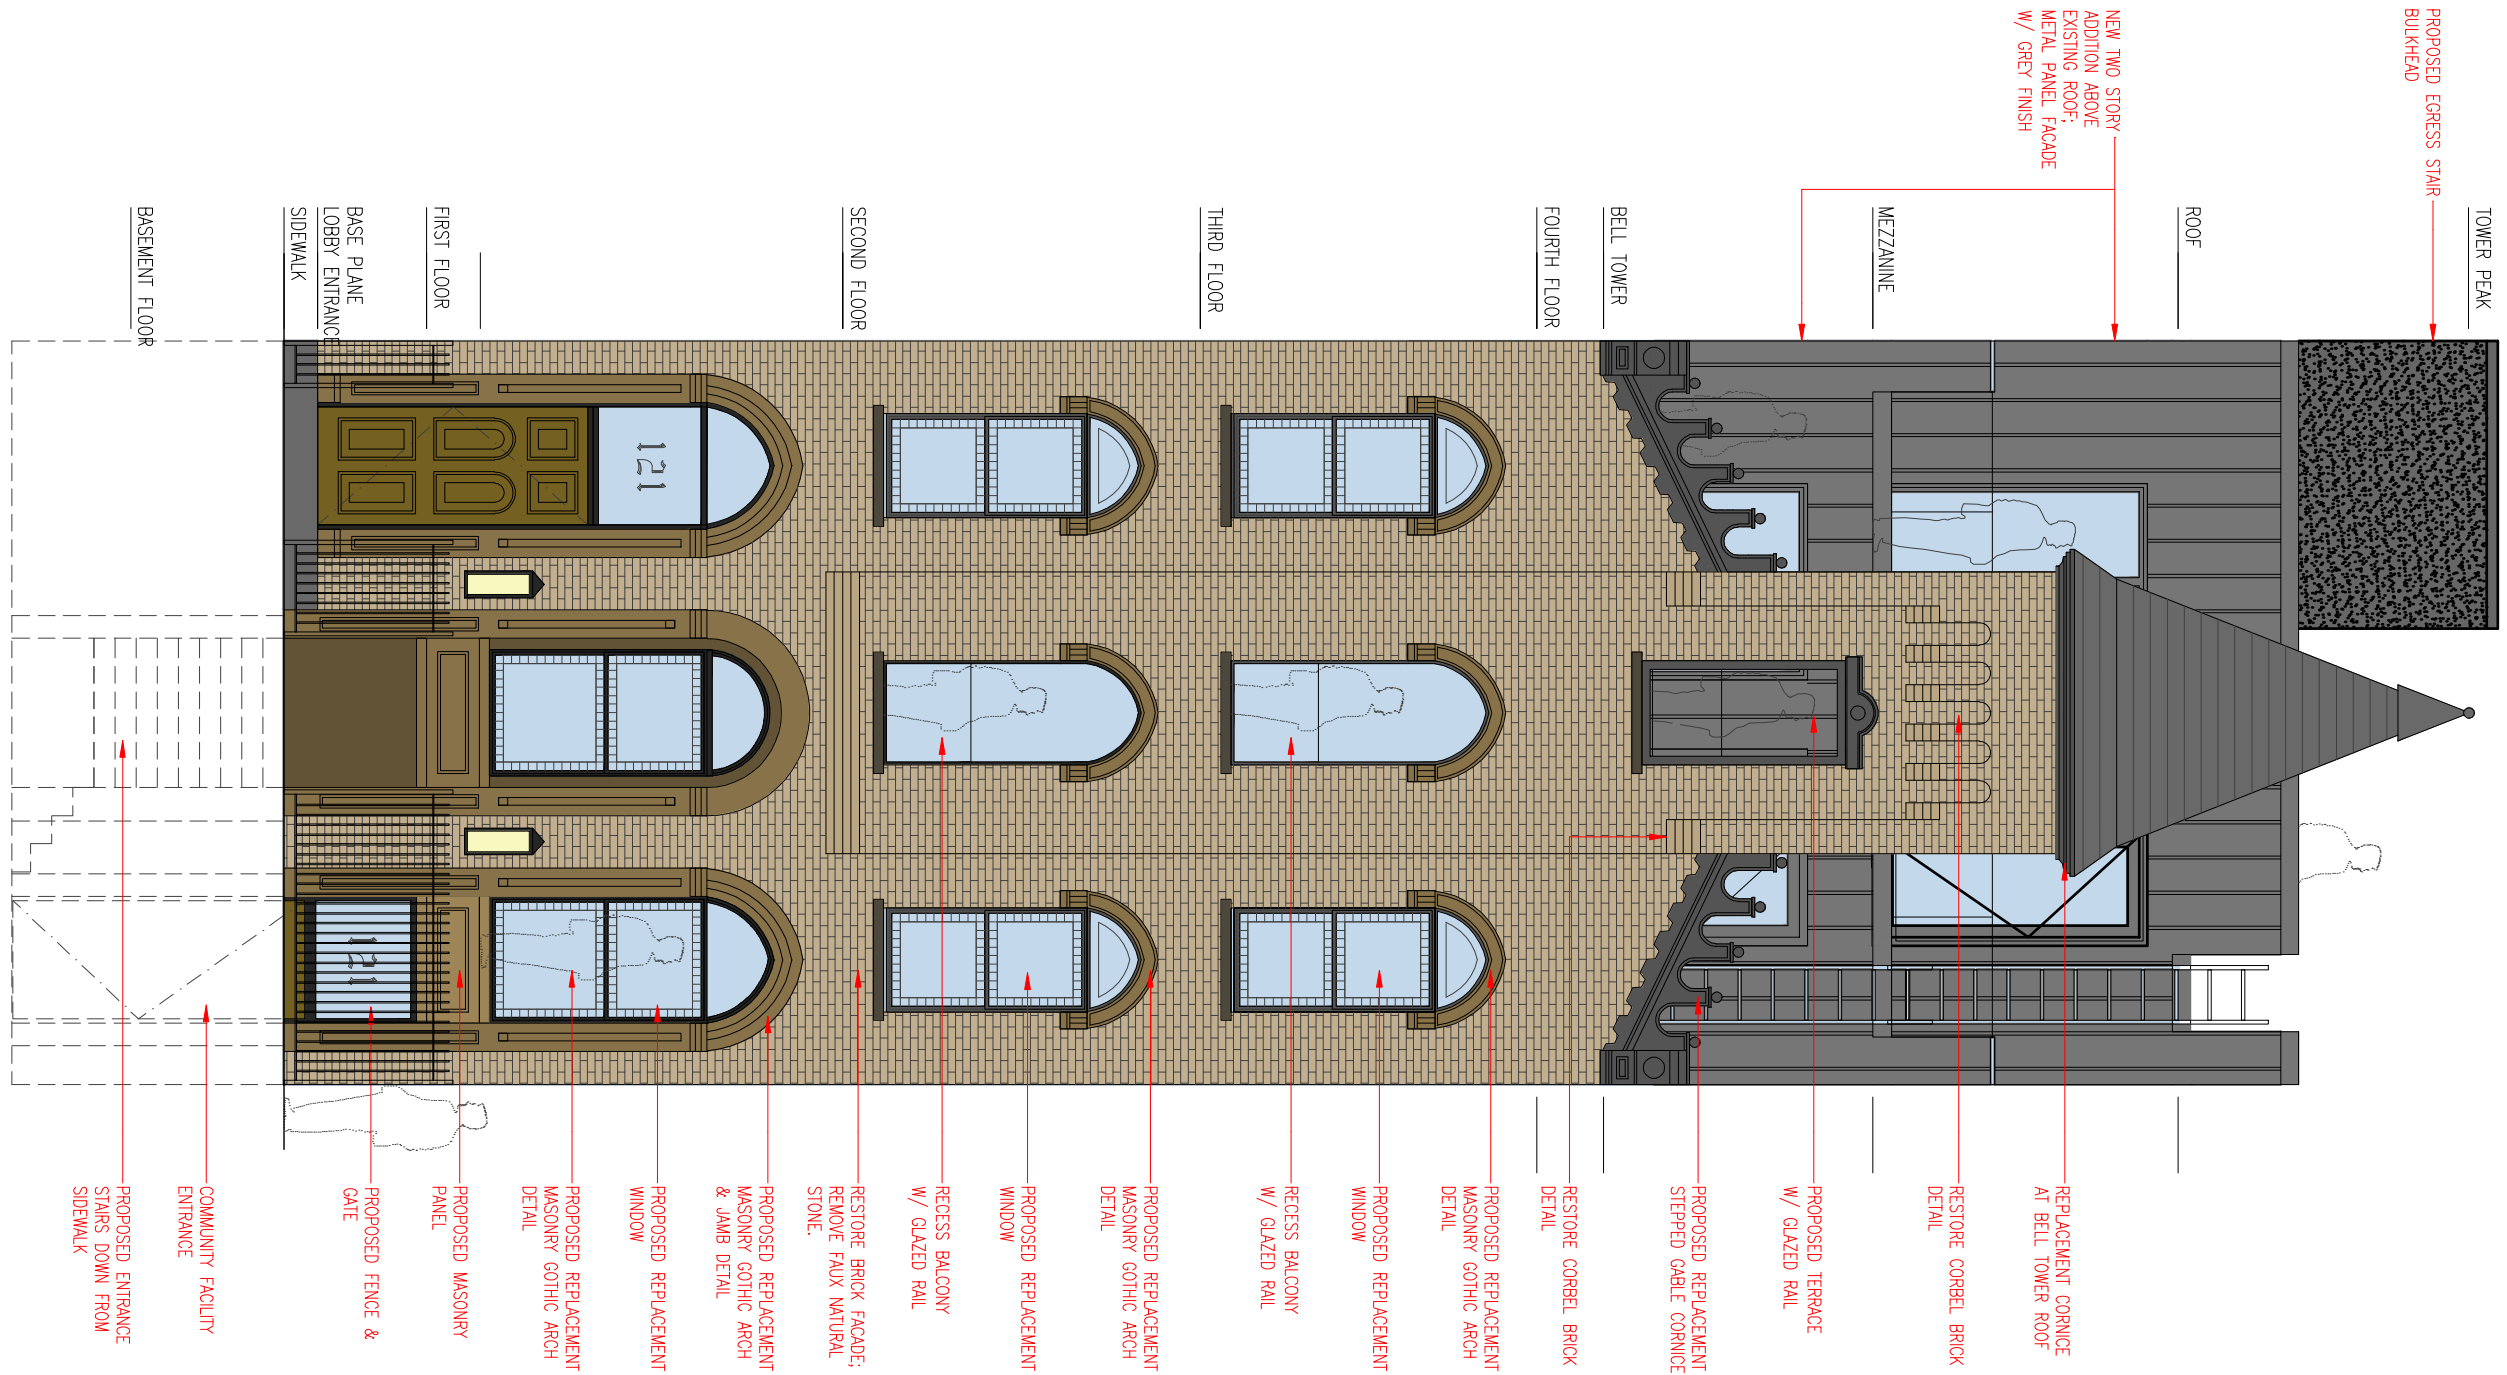 TOWER PEAK
ROOF
MEZZANINE
BELL TOWER
FOURTH FLOOR
THIRD FLOOR
SECOND FLOOR
FIRST FLOOR
BASE PLANE
LOBBY ENTRANCE
SIDEWALK
BASEMENT FLOOR
PROPOSED EGRESS STAIR
BULKHEAD
NEW TWO STORY
ADDITION ABOVE
EXISTING ROOF;
METAL PANEL FACADE
W/ GREY FINISH
121
121
REPLACEMENT CORNICE
AT BELL TOWER ROOF
RESTORE CORBEL BRICK
DETAIL
PROPOSED TERRACE
W/ GLAZED RAIL
PROPOSED REPLACEMENT
STEPPED GABLE CORNICE
RESTORE CORBEL BRICK
DETAIL
PROPOSED REPLACEMENT
MASONRY GOTHIC ARCH
DETAIL
PROPOSED REPLACEMENT
WINDOW
RECESS BALCONY
W/ GLAZED RAIL
PROPOSED REPLACEMENT
MASONRY GOTHIC ARCH
DETAIL
PROPOSED REPLACEMENT
WINDOW
RECESS BALCONY
W/ GLAZED RAIL
RESTORE BRICK FACADE;
REMOVE FAUX NATURAL
STONE.
PROPOSED REPLACEMENT
MASONRY GOTHIC ARCH
& JAMB DETAIL
PROPOSED REPLACEMENT
WINDOW
PROPOSED REPLACEMENT
MASONRY GOTHIC ARCH
DETAIL
PROPOSED MASONRY
PANEL
PROPOSED FENCE &
GATE
COMMUNITY FACILITY
ENTRANCE
PROPOSED ENTRANCE
STAIRS DOWN FROM
SIDEWALK